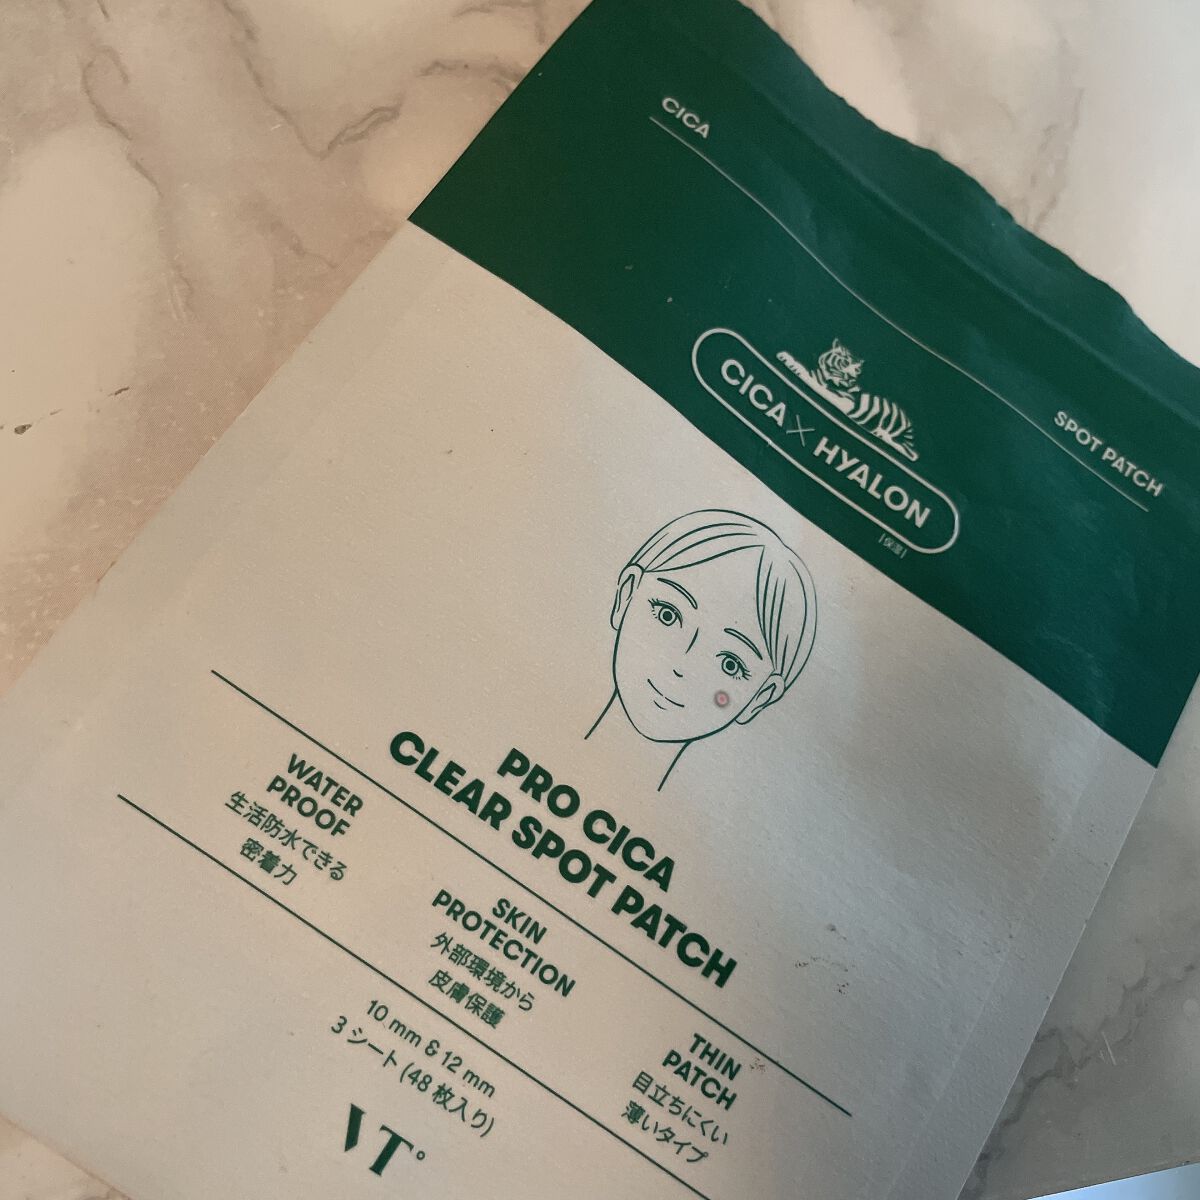 CICA
SPOT PATCH
CICA×HYALON
[保湿]
PRO CICA
CLEAR SPOT PATCH
WATER
PROOF
生活防水できる
密着力
SKIN
PROTECTION
外部環境から
皮膚保護
THIN
PATCH
目立ちにくい
薄いタイプ
10 mm & 12 mm
3 シート (48 枚入り)
VT